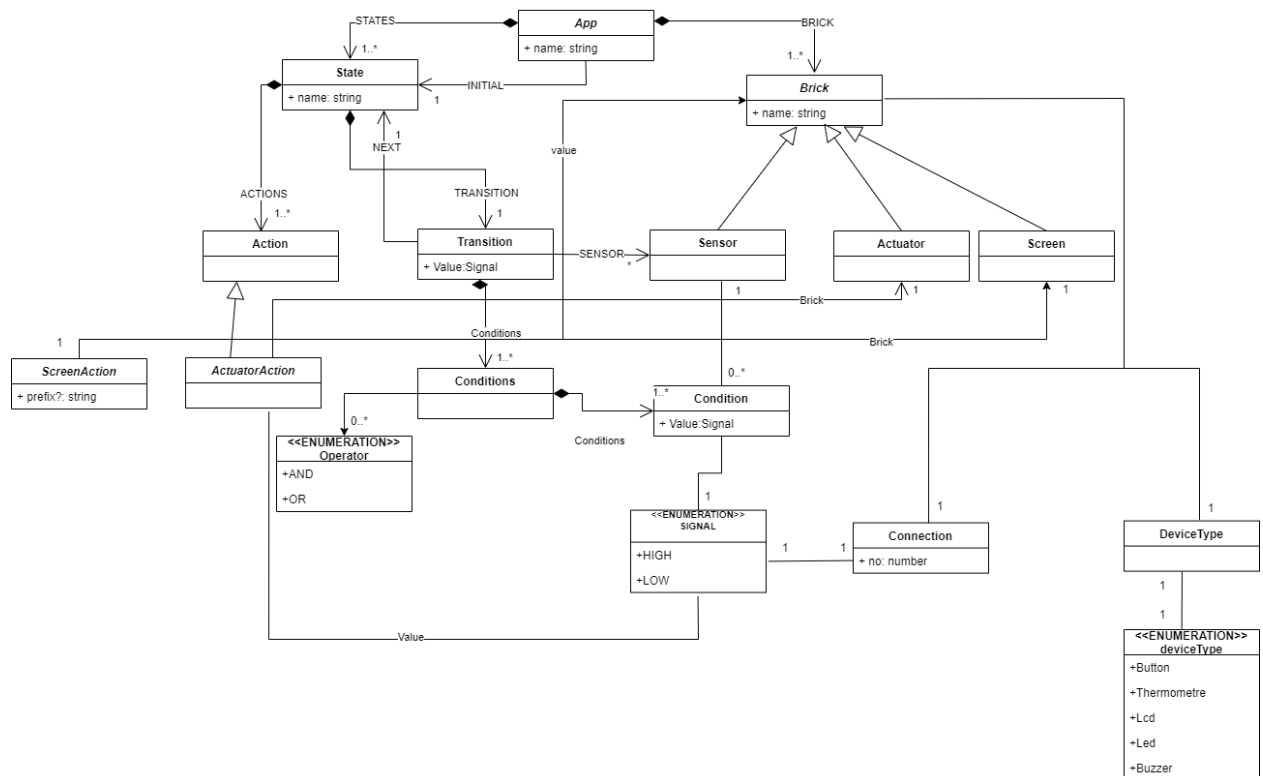 App
+ name: string
STATES
BRICK
1..*
1..*
State
+ name: string
INITIAL
1
Brick
+ name: string
1
NEXT
value
ACTIONS
TRANSITION
1..*
1
Action
Transition
+ Value:Signal
SENSOR
*
Sensor
Actuator
Screen
1
1
1
Brick
Conditions
1
Brick
1..*
ScreenAction
+ prefix?: string
ActuatorAction
Conditions
0..*
1..*
Condition
+ Value:Signal
0..*
Conditions
<<ENUMERATION>>
Operator
+AND
+OR
1
<<ENUMERATION>>
SIGNAL
+HIGH
+LOW
1
1
1
Connection
+ no: number
1
DeviceType
1
1
Value
<<ENUMERATION>>
deviceType
+Button
+Thermometre
+Lcd
+Led
+Buzzer